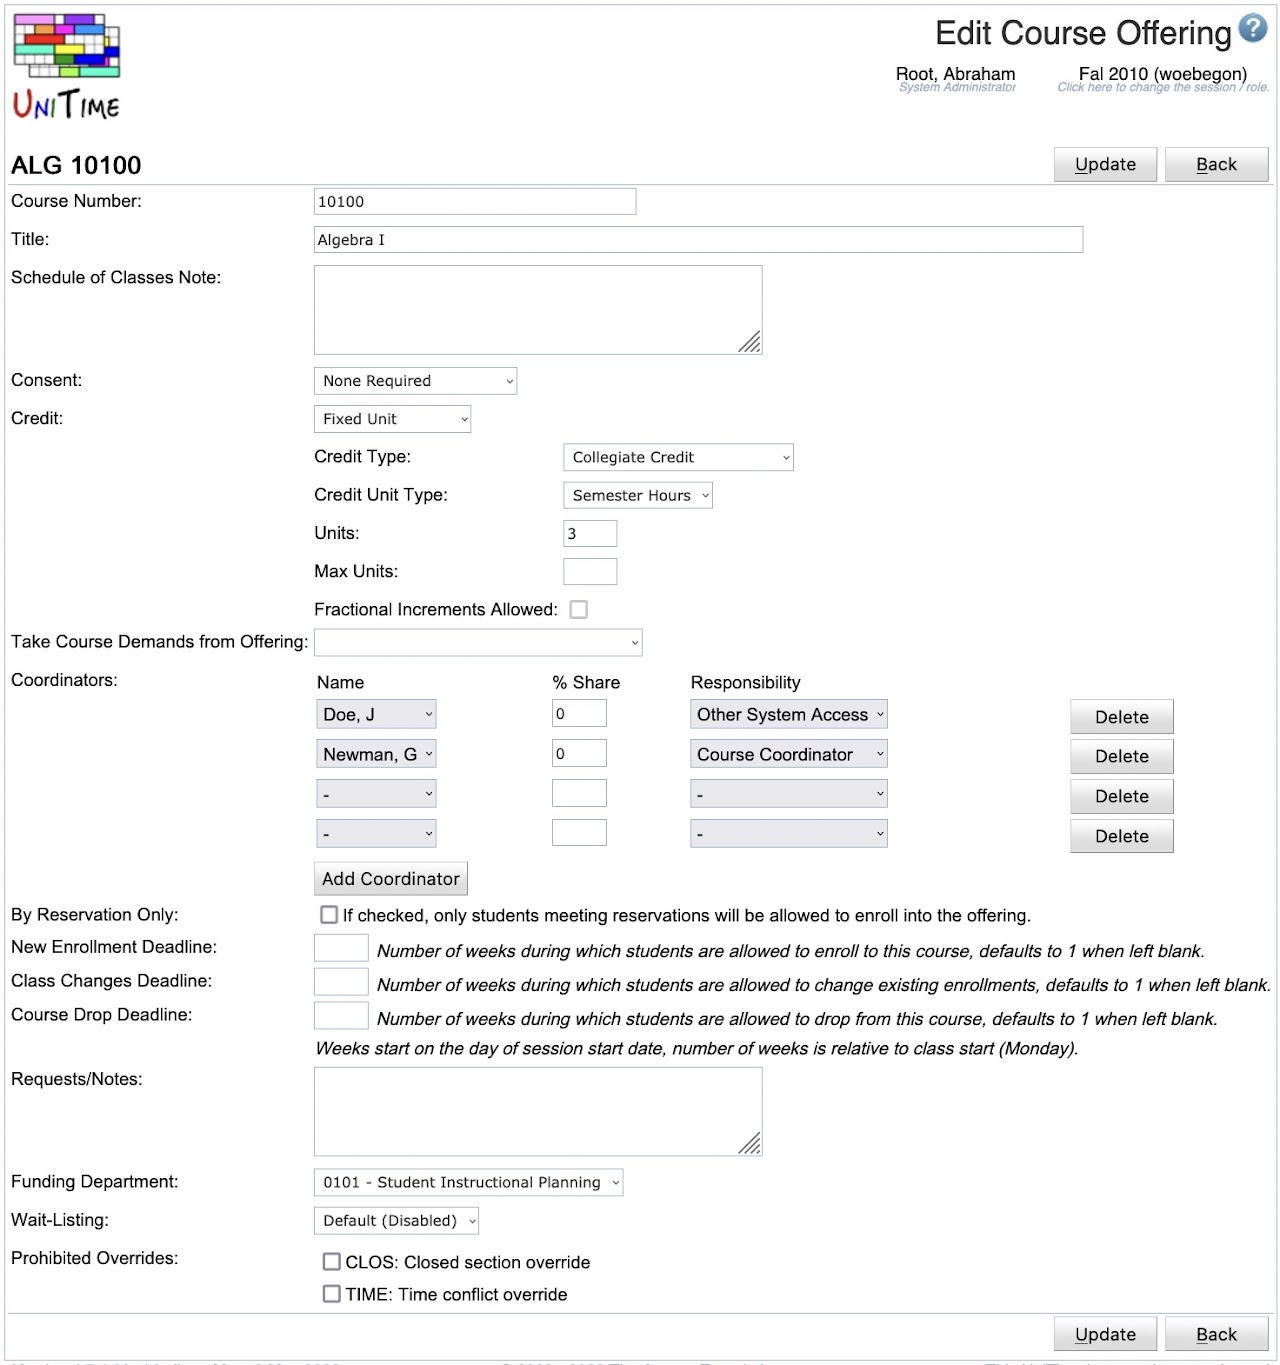 Edit Course Offering ?
Root, Abraham Fal 2010 (woebegon)
System Administrator Click here to change the session / role.
UNITIME
ALG 10100 Update Back
Course Number: 10100
Title: Algebra I
Schedule of Classes Note:
Consent: None Required
Credit: Fixed Unit
Credit Type: Collegiate Credit
Credit Unit Type: Semester Hours
Units: 3
Max Units:
Fractional Increments Allowed:
Take Course Demands from Offering:
Coordinators: Name % Share Responsibility
Doe, J 0 Other System Access Delete
Newman, G 0 Course Coordinator Delete
- - Delete
- - Delete
Add Coordinator
By Reservation Only: If checked, only students meeting reservations will be allowed to enroll into the offering.
New Enrollment Deadline: Number of weeks during which students are allowed to enroll to this course, defaults to 1 when left blank.
Class Changes Deadline: Number of weeks during which students are allowed to change existing enrollments, defaults to 1 when left blank.
Course Drop Deadline: Number of weeks during which students are allowed to drop from this course, defaults to 1 when left blank.
Weeks start on the day of session start date, number of weeks is relative to class start (Monday).
Requests/Notes:
Funding Department: 0101 - Student Instructional Planning
Wait-Listing: Default (Disabled)
Prohibited Overrides: CLOS: Closed section override
TIME: Time conflict override
Update Back